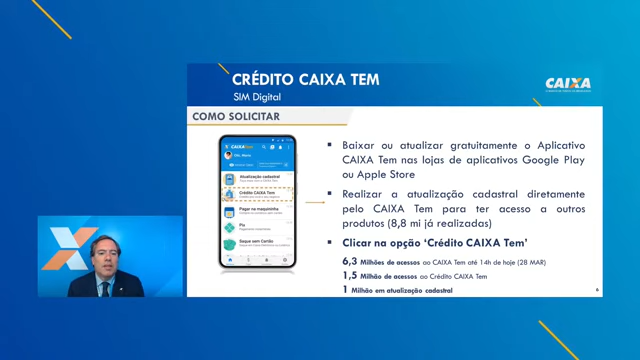 CRÉDITO CAIXA TEM
SIM Digital
CAIXA
COMO SOLICITAR
CAIXATem
Atualização cadastral
Crédito CAIXA Tem
Pagar na maquininha
Pix
Saque sem Cartão
▪ Baixar ou atualizar gratuitamente o Aplicativo
CAIXA Tem nas lojas de aplicativos Google Play
ou Apple Store
▪ Realizar a atualização cadastral diretamente
pelo CAIXA Tem para ter acesso a outros
produtos (8,8 mi já realizadas)
▪ Clicar na opção ‘Crédito CAIXA Tem’
6,3 Milhões de acessos ao CAIXA Tem até 14h de hoje (28 MAR)
1,5 Milhão de acessos ao Crédito CAIXA Tem
1 Milhão em atualização cadastral
6